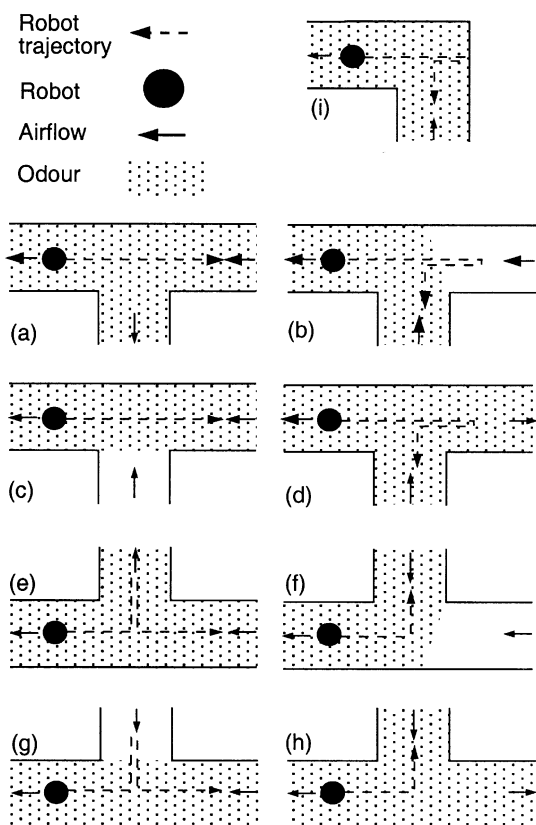 Robot
trajectory
Robot
Airflow
Odour
(i)
(a)
(b)
(c)
(d)
(e)
(f)
(g)
(h)